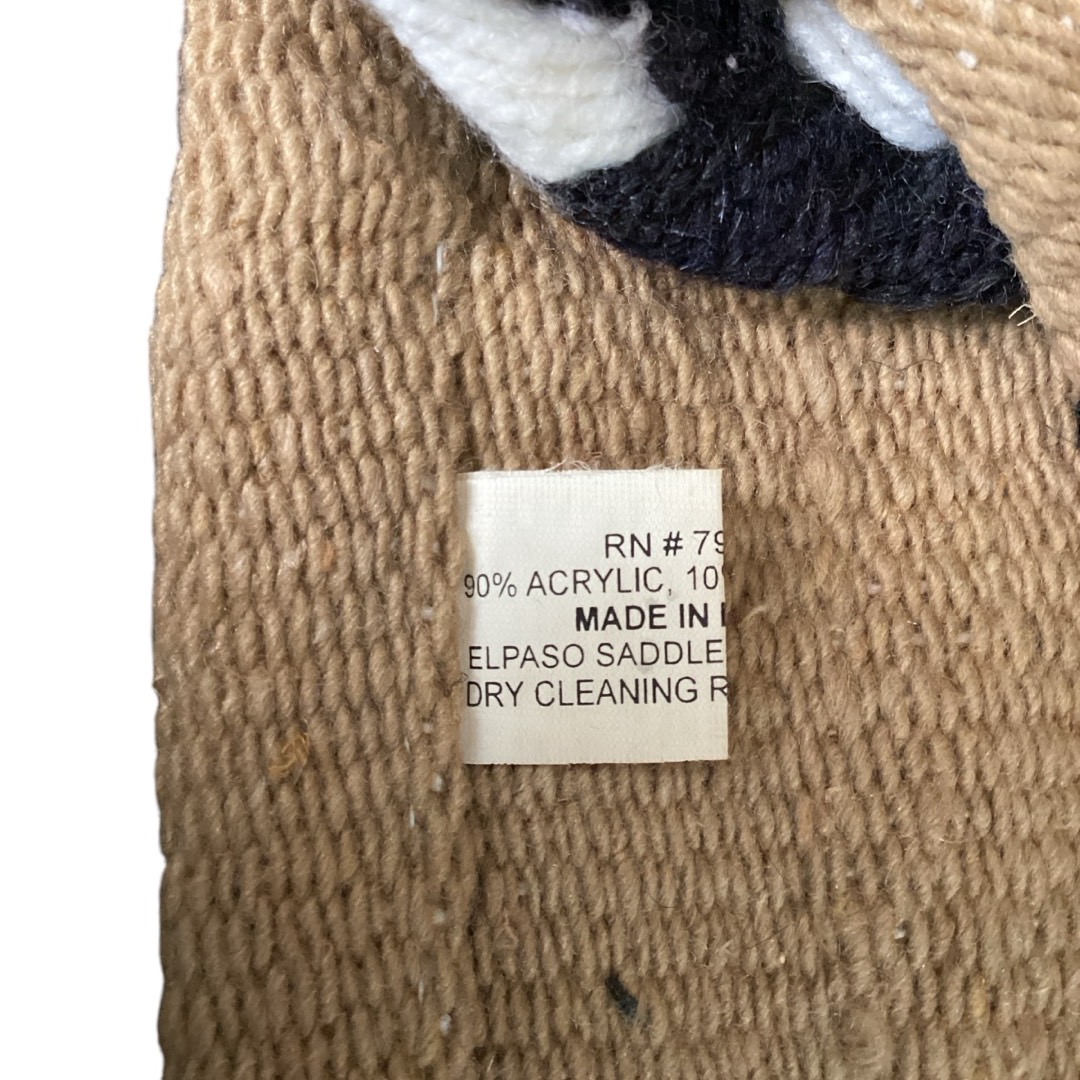 RN # 79
90% ACRYLIC, 10%
MADE IN
ELPASO SADDLE
DRY CLEANING R